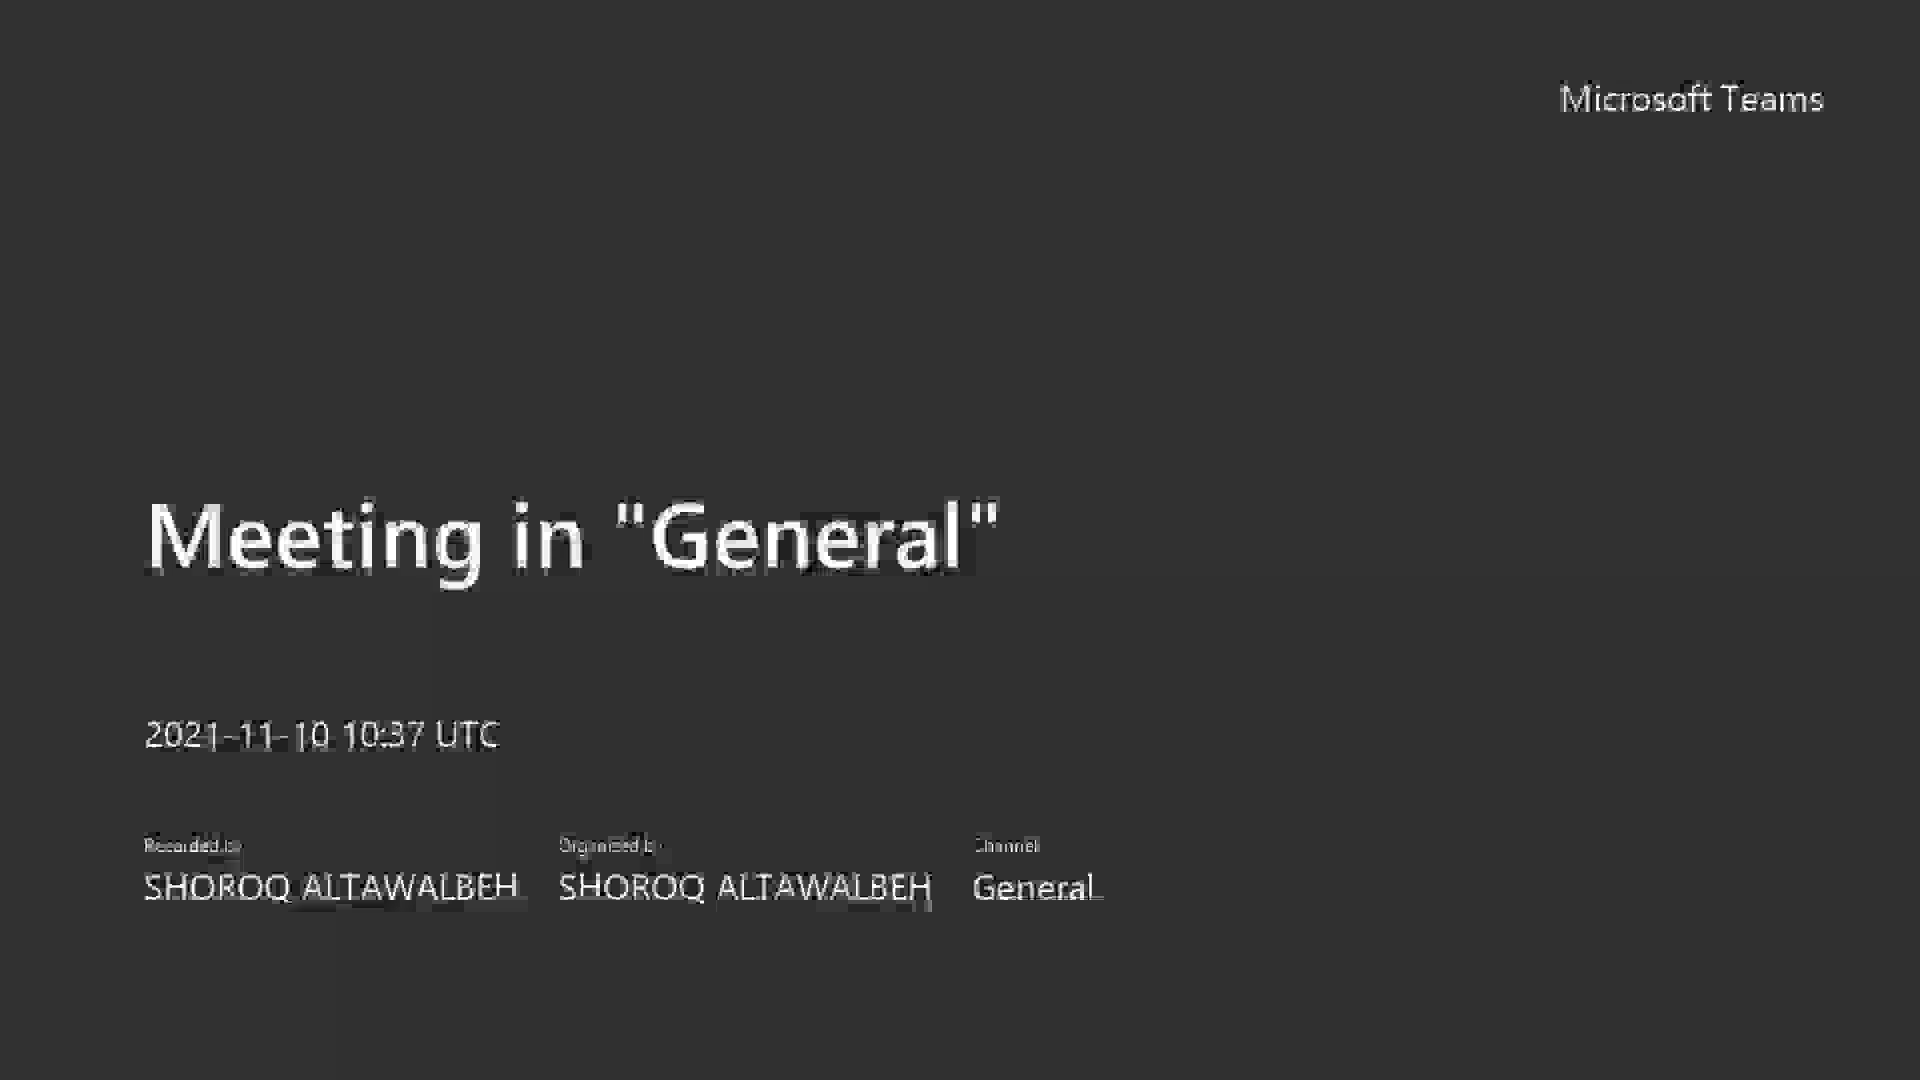 Microsoft Teams
Meeting in "General"
2021-11-10 10:37 UTC
Recorded by Organized by Channel
SHOROQ ALTAWALBEH SHOROQ ALTAWALBEH General